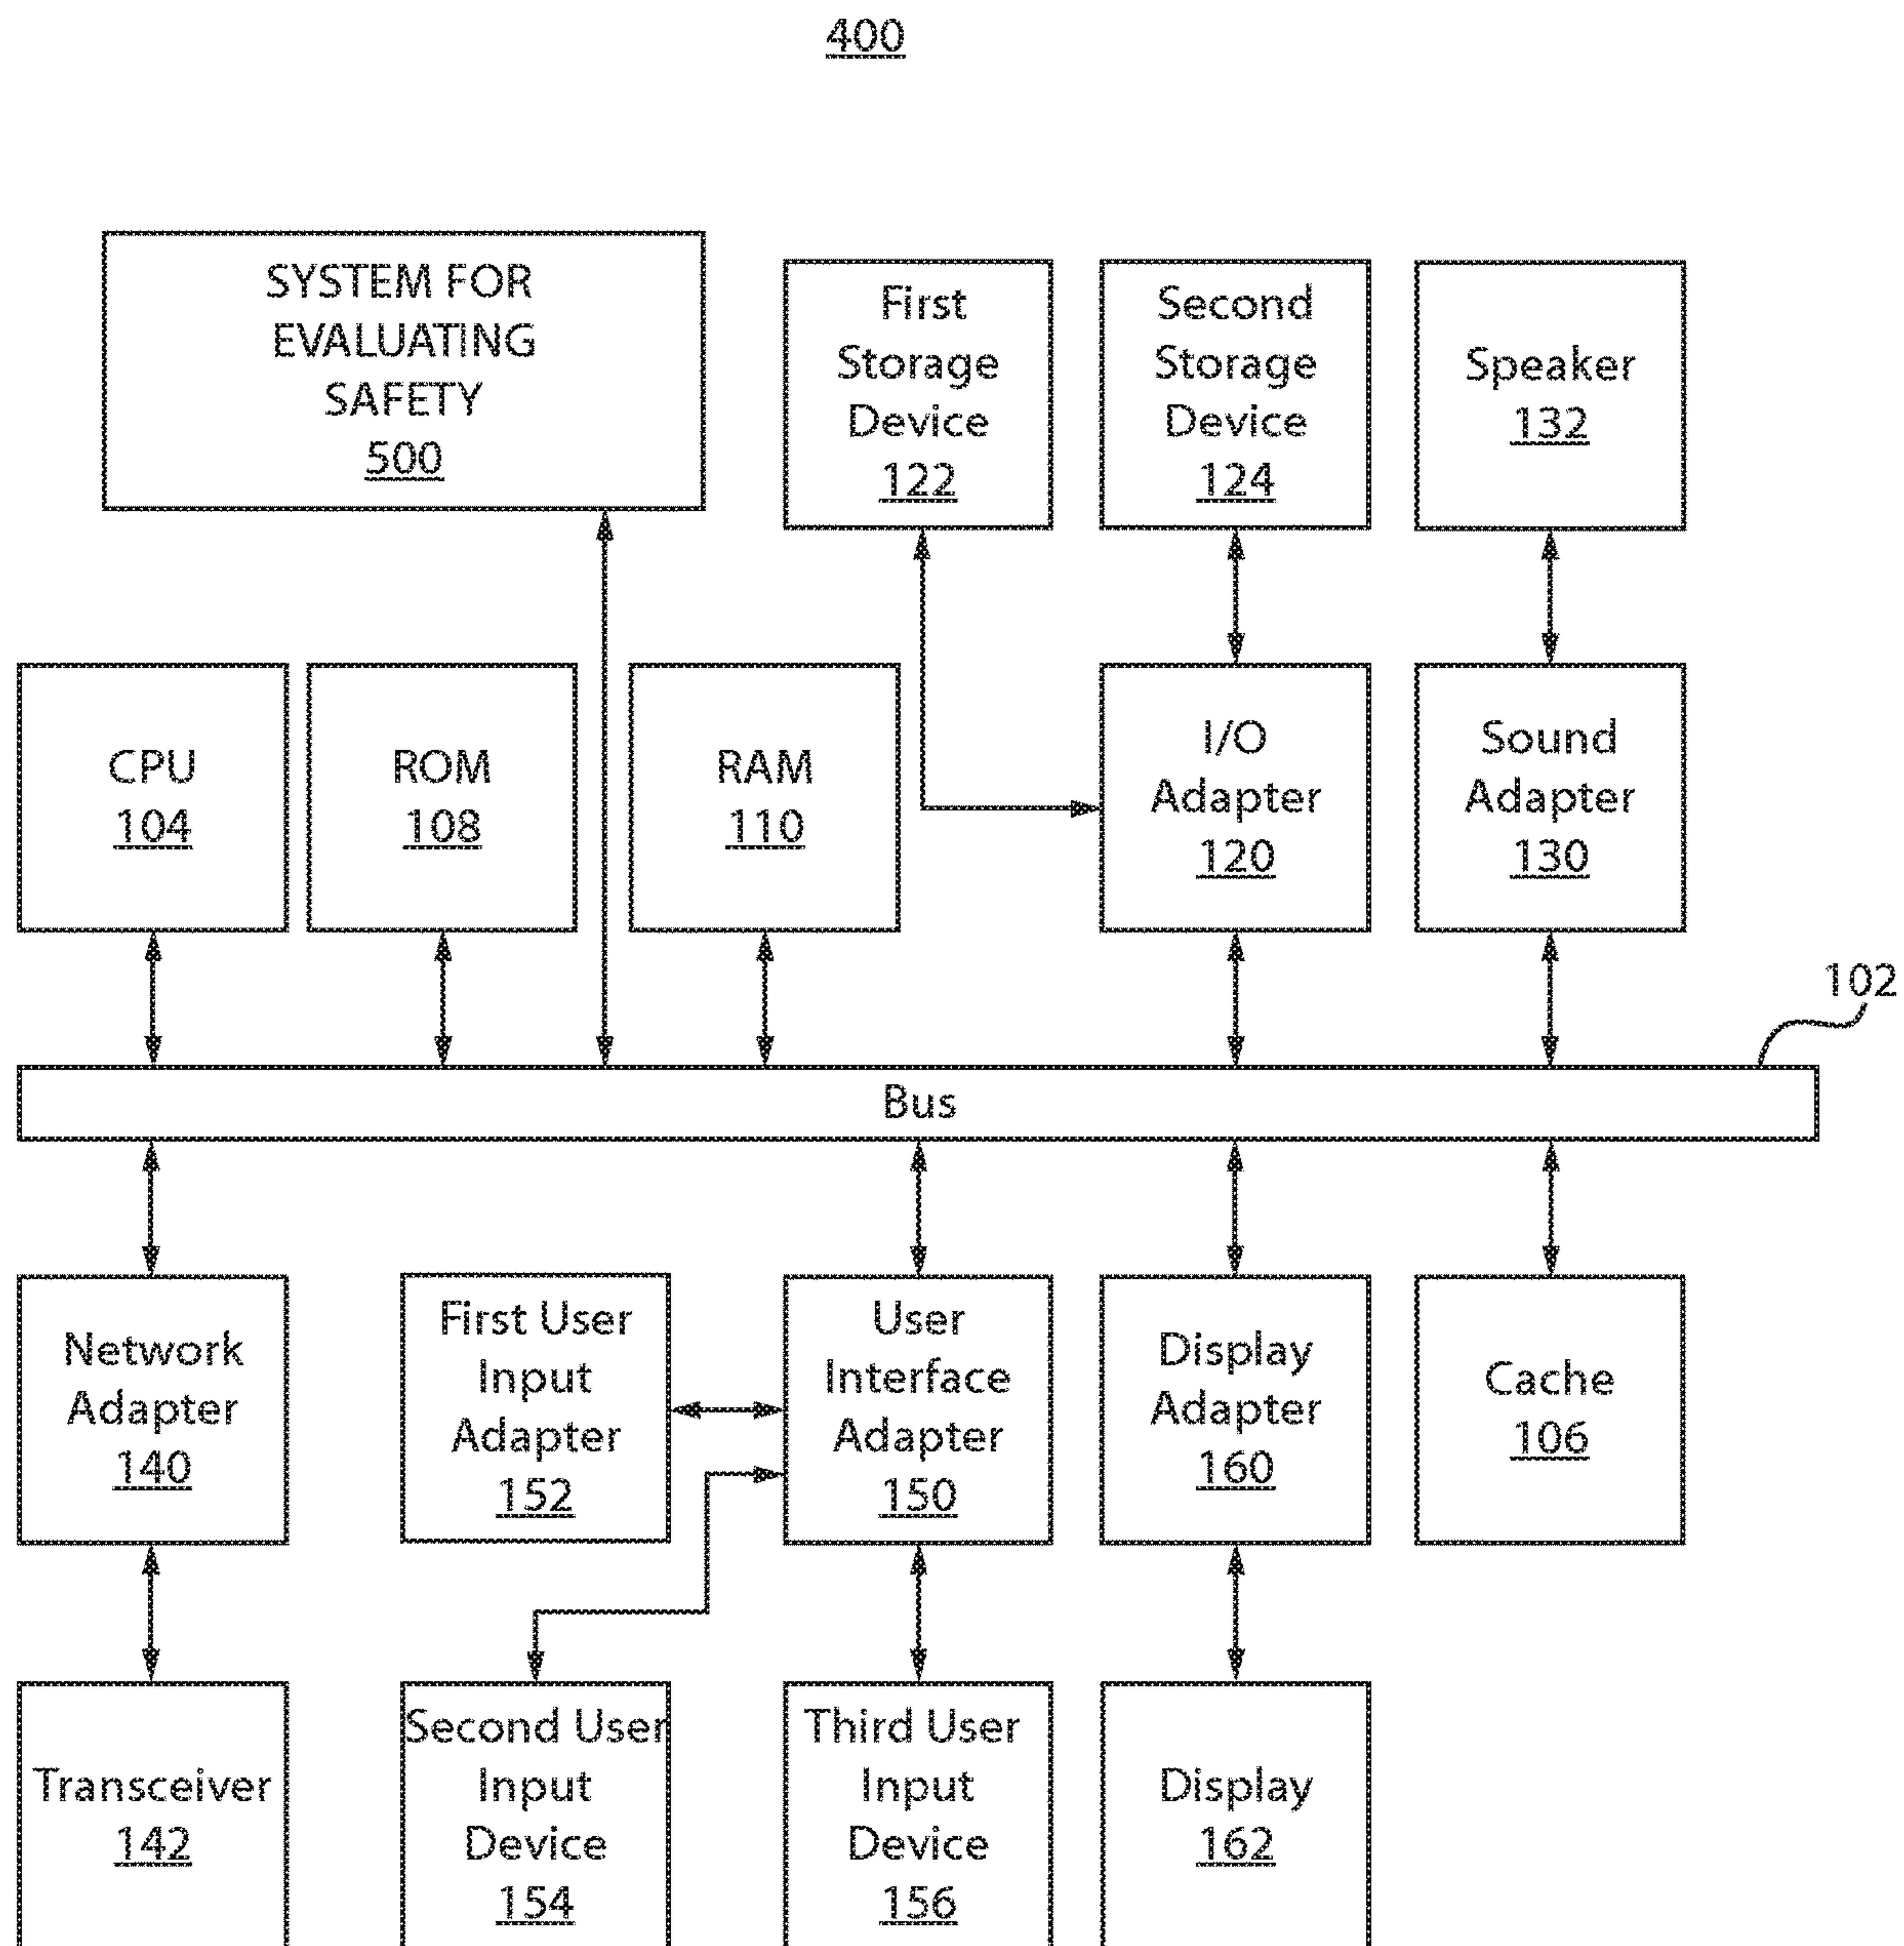 400
SYSTEM FOR
EVALUATING
SAFETY
500
First
Storage
Device
122
Second
Storage
Device
124
Speaker
132
CPU
104
ROM
108
RAM
110
I/O
Adapter
120
Sound
Adapter
130
102
Bus
Network
Adapter
140
First User
Input
Adapter
152
User
Interface
Adapter
150
Display
Adapter
160
Cache
106
Transceiver
142
Second User
Input
Device
154
Third User
Input
Device
156
Display
162